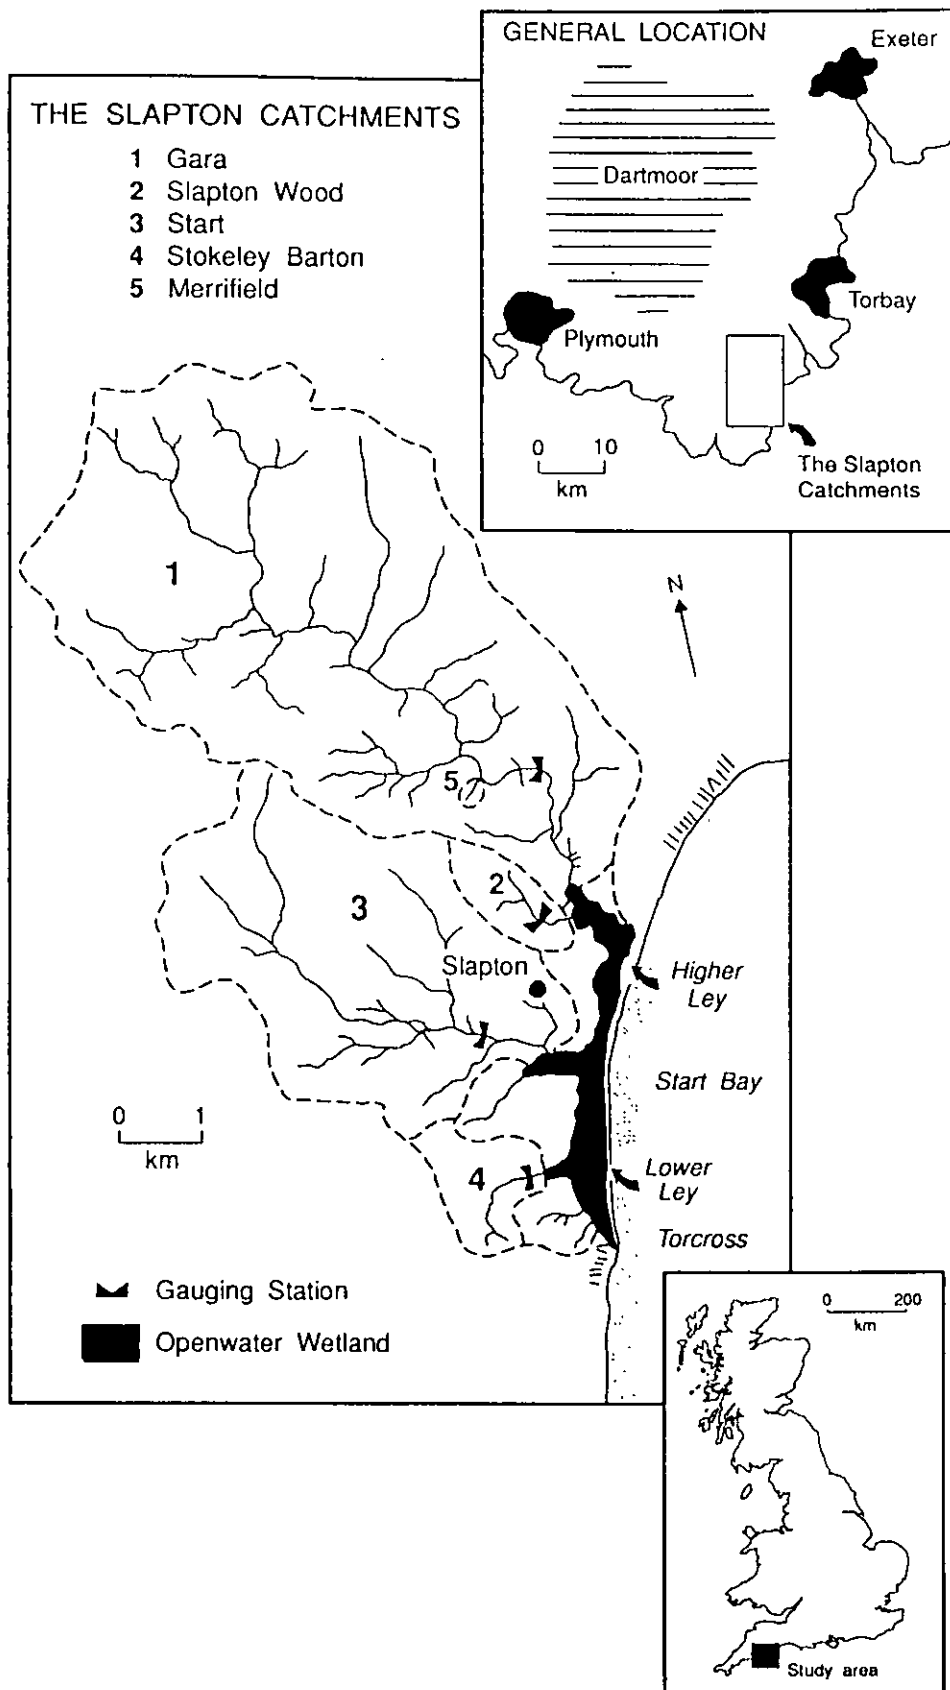 GENERAL LOCATION
Exeter
Dartmoor
Torbay
Plymouth
0 10
km
The Slapton
Catchments
THE SLAPTON CATCHMENTS
1 Gara
2 Slapton Wood
3 Start
4 Stokeley Barton
5 Merrifield
N
1
5
2
3
Slapton
Higher
Ley
Start Bay
0 1
km
4
Lower
Ley
Torcross
Gauging Station
Openwater Wetland
0 200
km
Study area